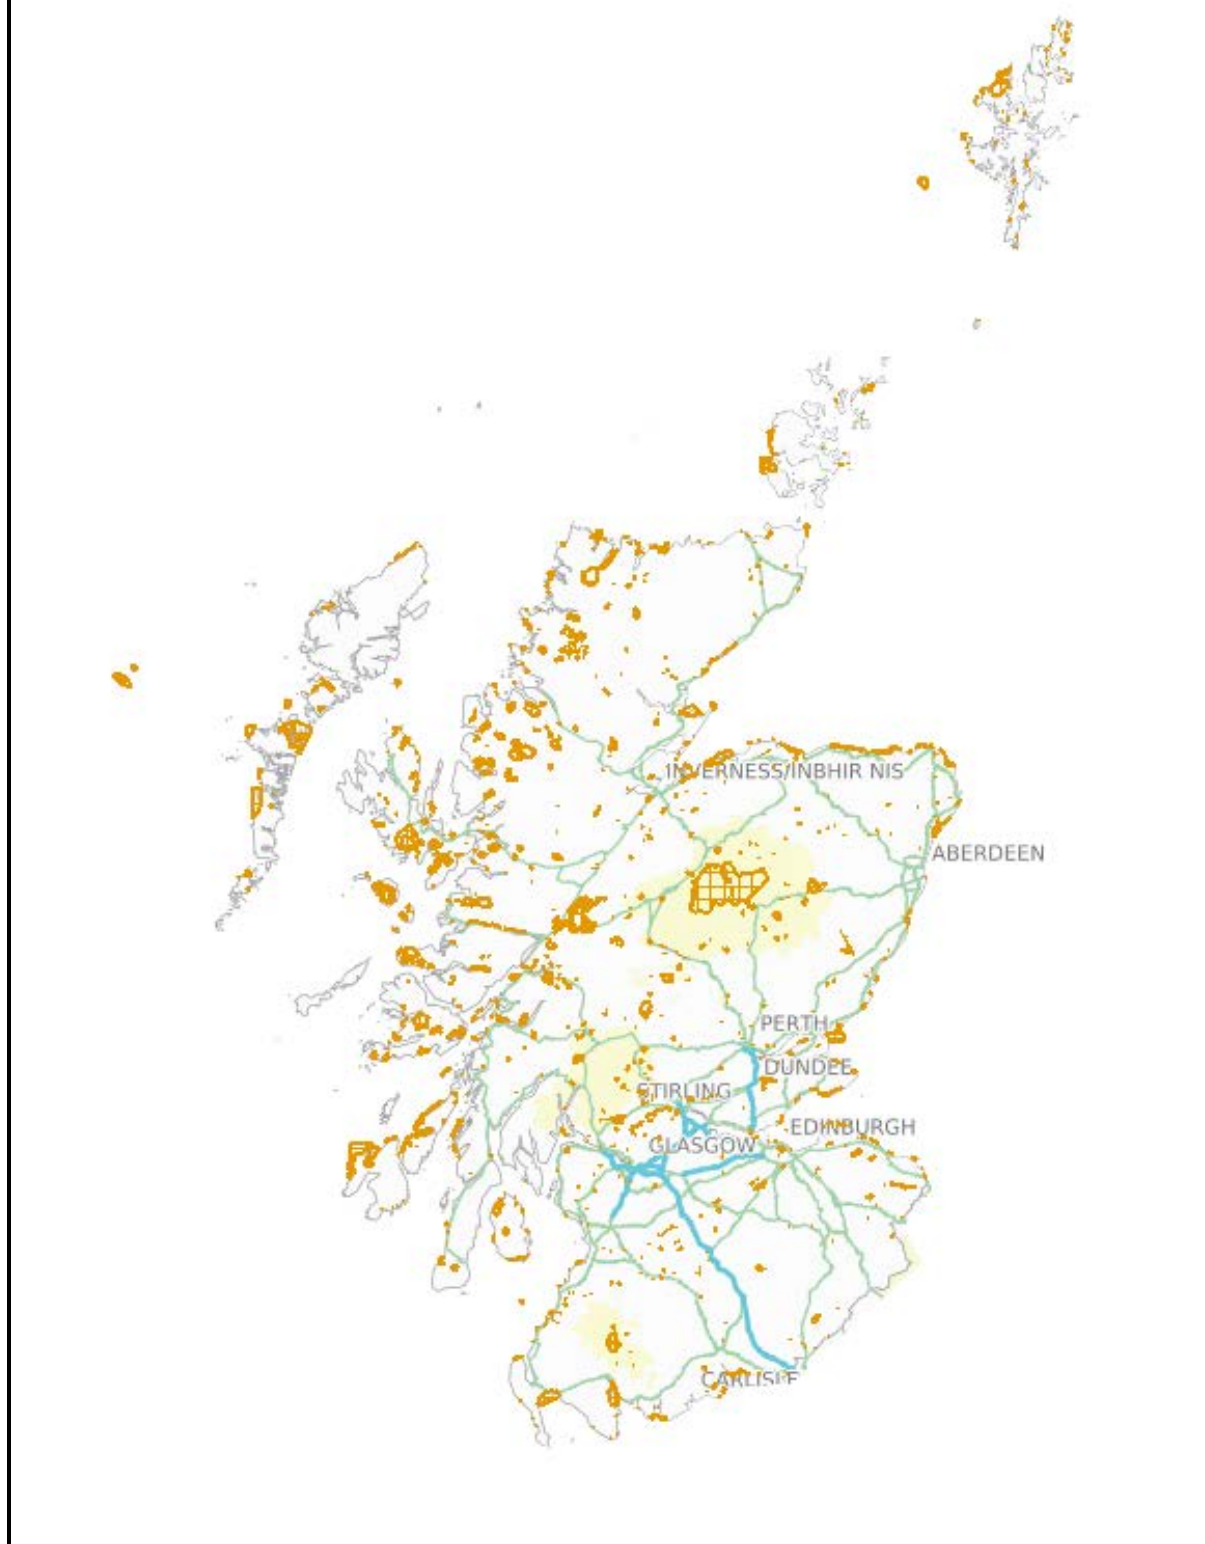 INVERNESS/INBHIR NIS
ABERDEEN
PERTH
DUNDEE
STIRLING
EDINBURGH
GLASGOW
CARLISLE